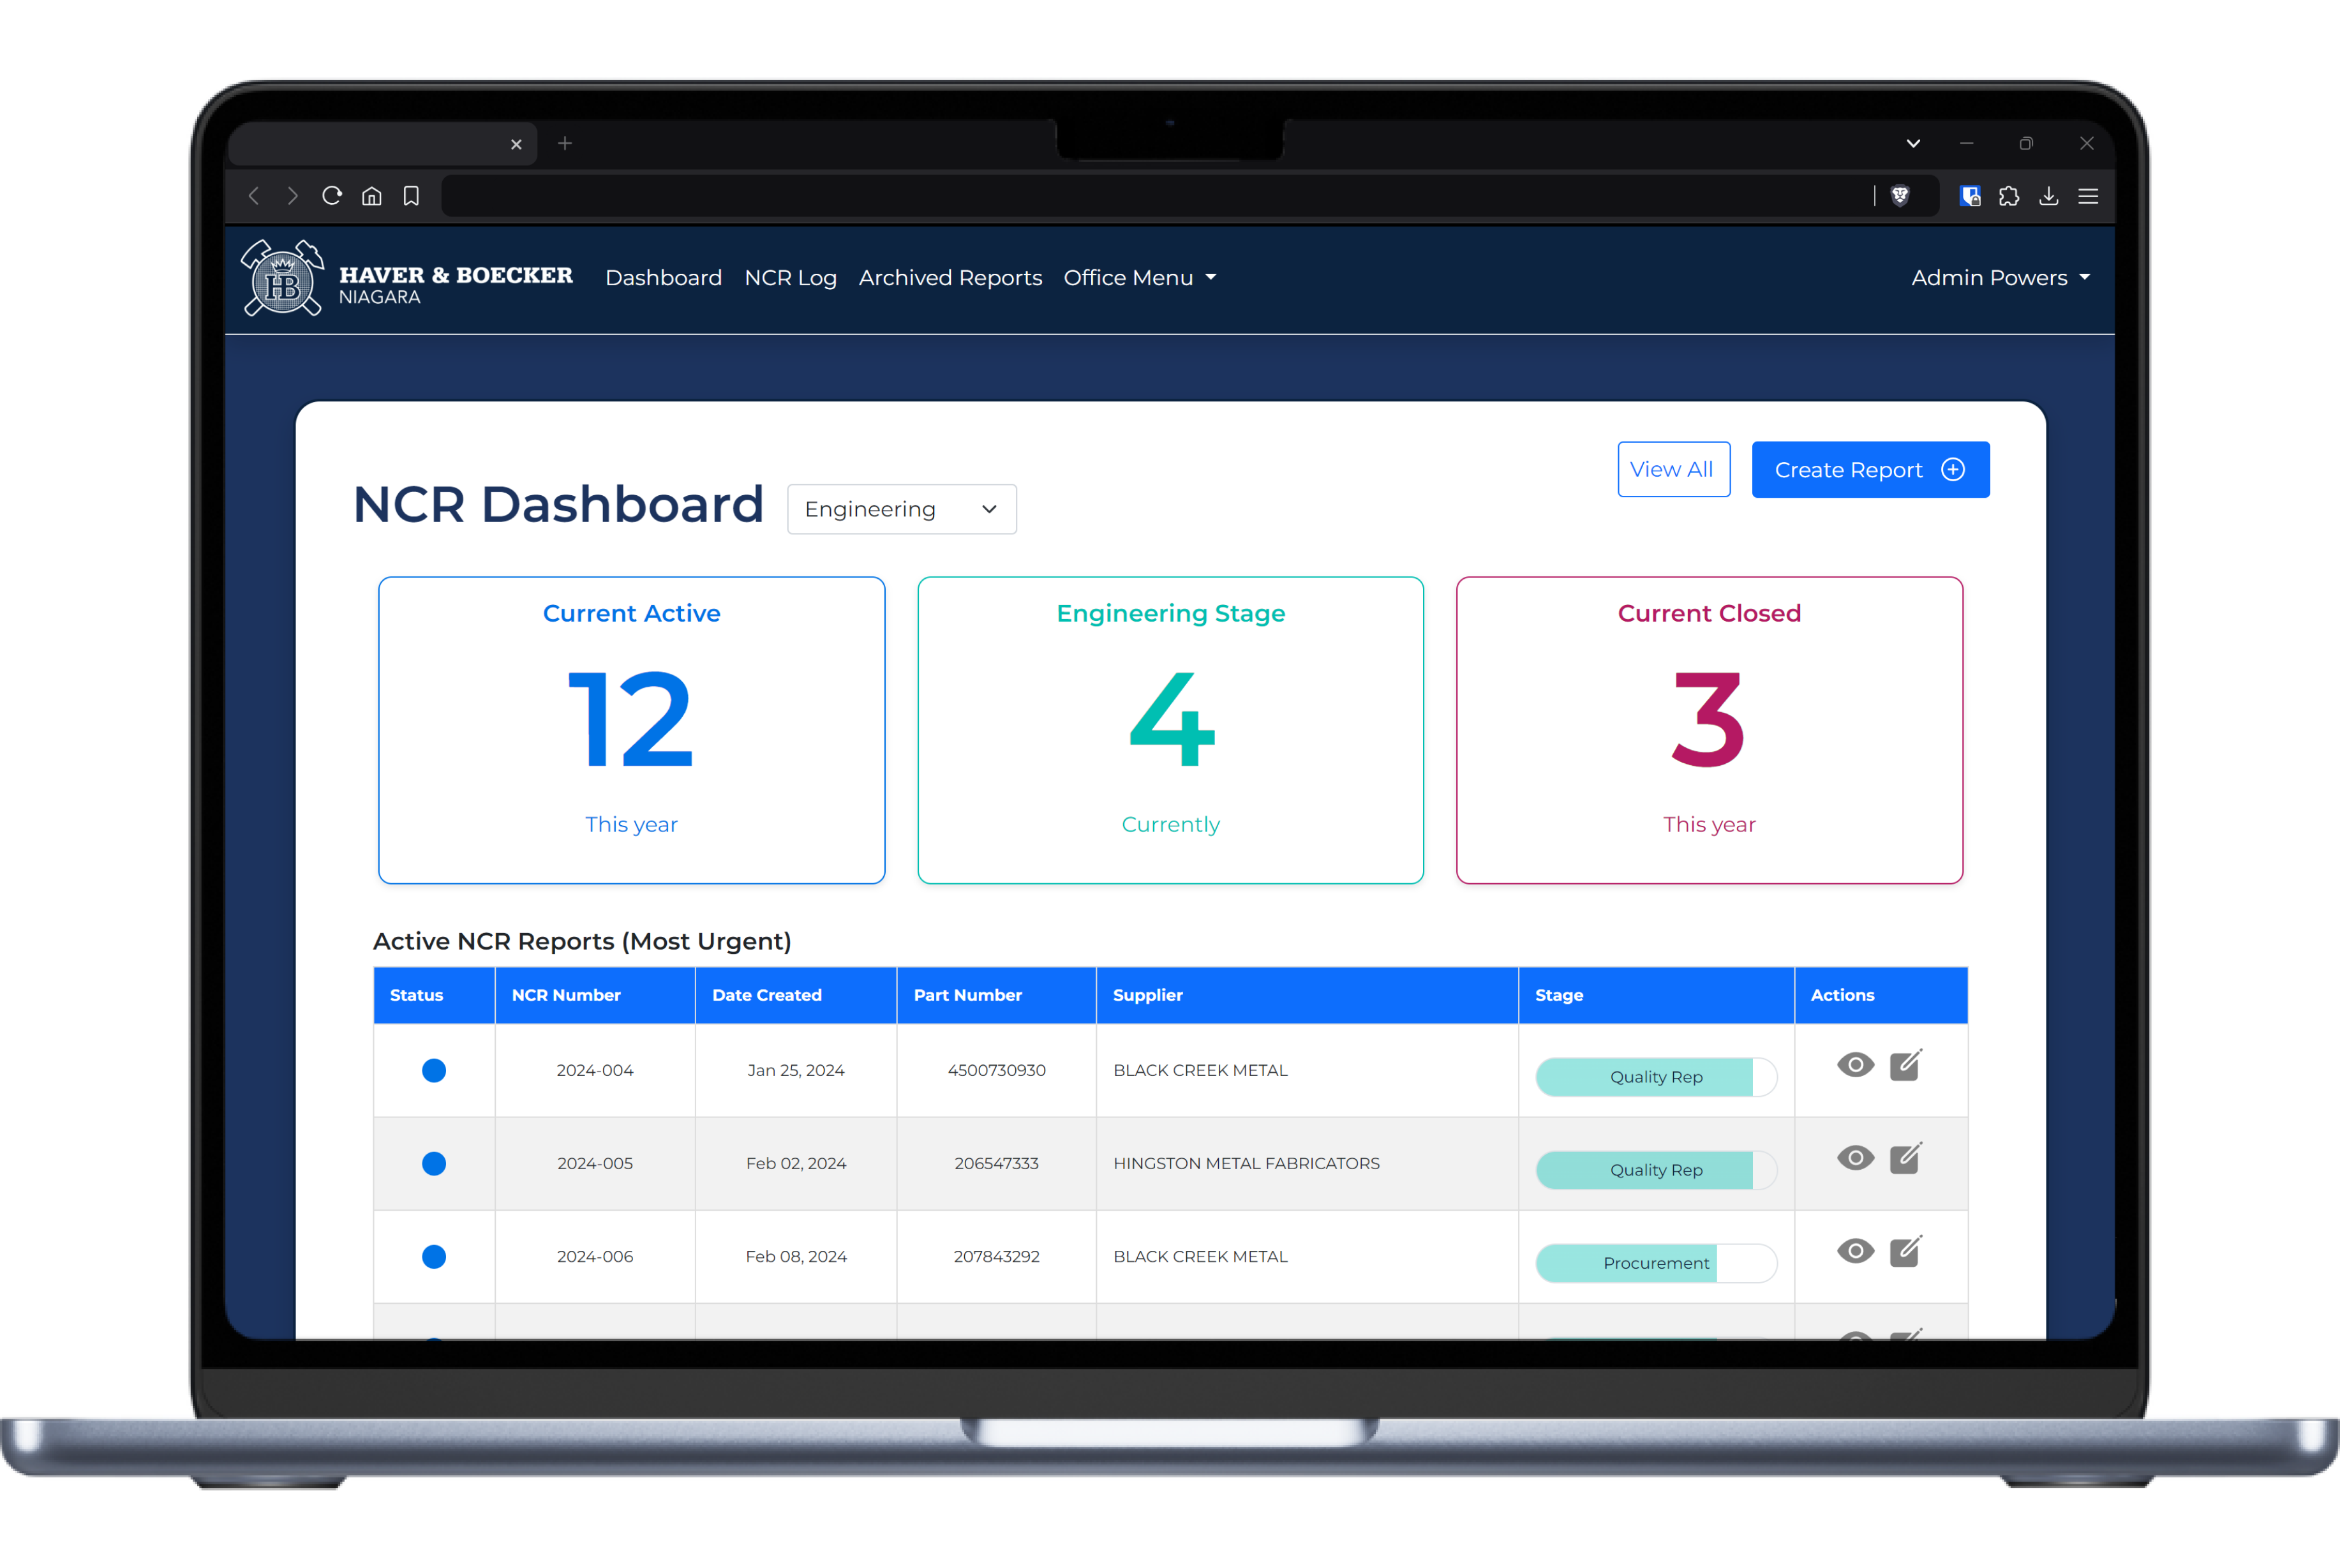 HAVER & BOECKER
NIAGARA
HB
Dashboard NCR Log Archived Reports Office Menu
Admin Powers
View All
Create Report
NCR Dashboard
Engineering
Current Active
12
This year
Engineering Stage
4
Currently
Current Closed
3
This year
Active NCR Reports (Most Urgent)
Status NCR Number Date Created Part Number Supplier Stage Actions
2024-004 Jan 25, 2024 4500730930 BLACK CREEK METAL Quality Rep
2024-005 Feb 02, 2024 206547333 HINGSTON METAL FABRICATORS Quality Rep
2024-006 Feb 08, 2024 207843292 BLACK CREEK METAL Procurement